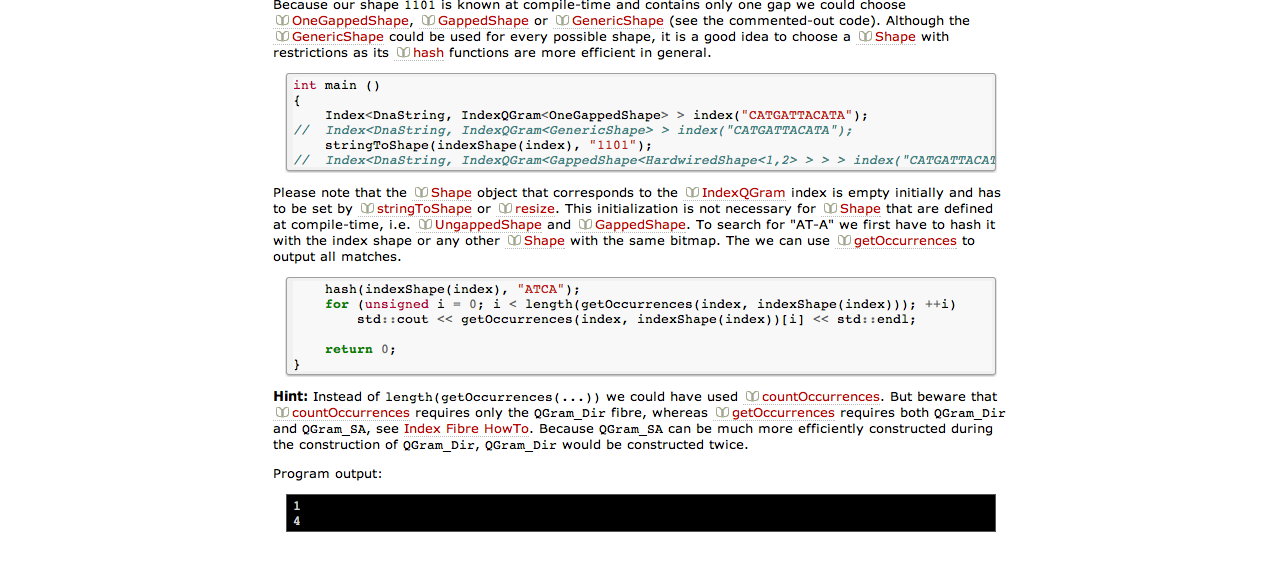 Because our shape 1101 is known at compile-time and contains only one gap we could choose
OneGappedShape, GappedShape or GenericShape (see the commented-out code). Although the
GenericShape could be used for every possible shape, it is a good idea to choose a Shape with
restrictions as its hash functions are more efficient in general.
int main ()
{
    Index<DnaString, IndexQGram<OneGappedShape> > index("CATGATTACATA");
//  Index<DnaString, IndexQGram<GenericShape> > index("CATGATTACATA");
    stringToShape(indexShape(index), "1101");
//  Index<DnaString, IndexQGram<GappedShape<HardwiredShape<1,2> > > > index("CATGATTACAT
Please note that the Shape object that corresponds to the IndexQGram index is empty initially and has
to be set by stringToShape or resize. This initialization is not necessary for Shape that are defined
at compile-time, i.e. UngappedShape and GappedShape. To search for "AT-A" we first have to hash it
with the index shape or any other Shape with the same bitmap. The we can use getOccurrences to
output all matches.
    hash(indexShape(index), "ATCA");
    for (unsigned i = 0; i < length(getOccurrences(index, indexShape(index))); ++i)
        std::cout << getOccurrences(index, indexShape(index))[i] << std::endl;
    return 0;
}
Hint: Instead of length(getOccurrences(...)) we could have used countOccurrences. But beware that
countOccurrences requires only the QGram_Dir fibre, whereas getOccurrences requires both QGram_Dir
and QGram_SA, see Index Fibre HowTo. Because QGram_SA can be much more efficiently constructed during
the construction of QGram_Dir, QGram_Dir would be constructed twice.
Program output:
1
4